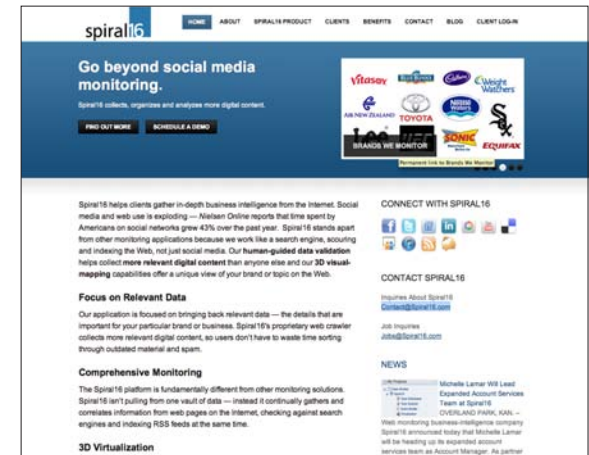 spiral16
HOME ABOUT SPIRAL16 PRODUCT CLIENTS BENEFITS CONTACT BLOG CLIENT LOG-IN
Go beyond social media
monitoring.
Spiral16 collects, organizes and analyzes more digital content.
FIND OUT MORE SCHEDULE A DEMO
Vitasoy BLUE BUNNY Cadbury Weight Watchers
AIR NEW ZEALAND TOYOTA Nestle Waters Sox
Lee UFC SONIC EQUIFAX
BRANDS WE MONITOR
Permanent link to Brands We Monitor
Spiral16 helps clients gather in-depth business intelligence from the Internet. Social
media and web use is exploding — Nielsen Online reports that time spent by
Americans on social networks grew 43% over the past year. Spiral16 stands apart
from other monitoring applications because we work like a search engine, scouring
and indexing the Web, not just social media. Our human-guided data validation
helps collect more relevant digital content than anyone else and our 3D visual-
mapping capabilities offer a unique view of your brand or topic on the Web.
Focus on Relevant Data
Our application is focused on bringing back relevant data — the details that are
important for your particular brand or business. Spiral16's proprietary web crawler
collects more relevant digital content, so users don't have to waste time sorting
through outdated material and spam.
Comprehensive Monitoring
The Spiral16 platform is fundamentally different from other monitoring solutions.
Spiral16 isn't pulling from one vault of data — instead it continually gathers and
correlates information from web pages on the Internet, checking against search
engines and indexing RSS feeds at the same time.
3D Virtualization
CONNECT WITH SPIRAL16
CONTACT SPIRAL16
Inquiries About Spiral16
Contact@Spiral16.com
Job Inquiries
Jobs@Spiral16.com
NEWS
Michelle Lamar Will Lead
Expanded Account Services
Team at Spiral16
OVERLAND PARK, KAN. –
Web monitoring business-intelligence company
Spiral16 announced today that Michelle Lamar
will be heading up its expanded account
services team as Account Manager. As partner